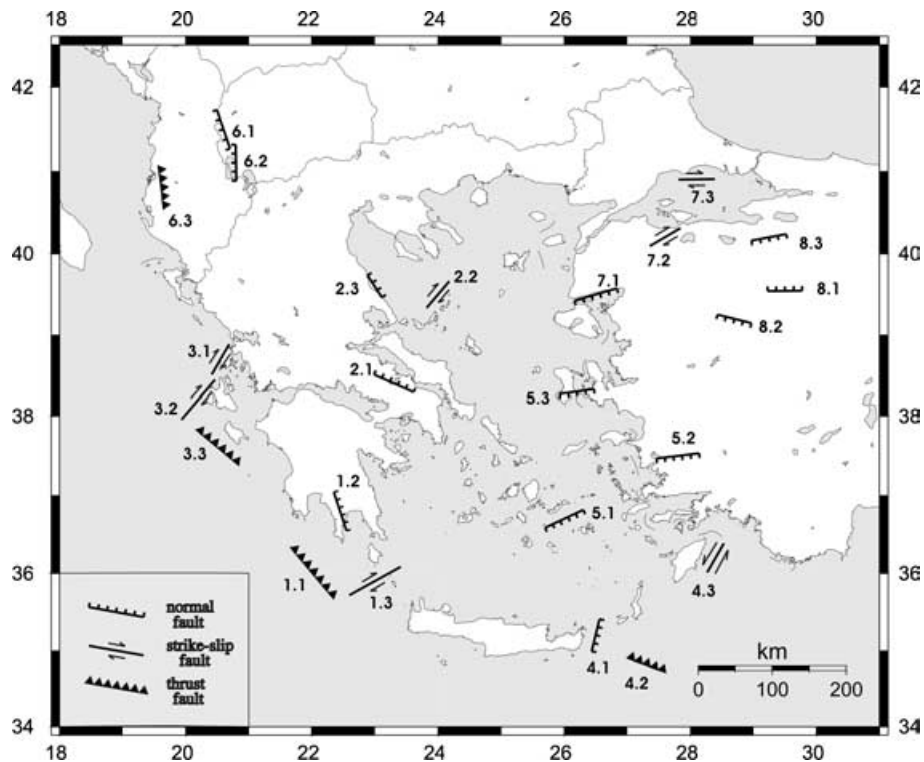 18 20 22 24 26 28 30
42 42
6.1
6.2
6.3
7.3
40 40
7.2
8.3
2.3
2.2
7.1
8.1
8.2
3.1
2.1
5.3
3.2
38 38
3.3
5.2
1.2
5.1
36 36
1.1
1.3
4.3
normal
fault
strike-slip
fault
thrust
fault
4.1
4.2
km
0 100 200
34 34
18 20 22 24 26 28 30